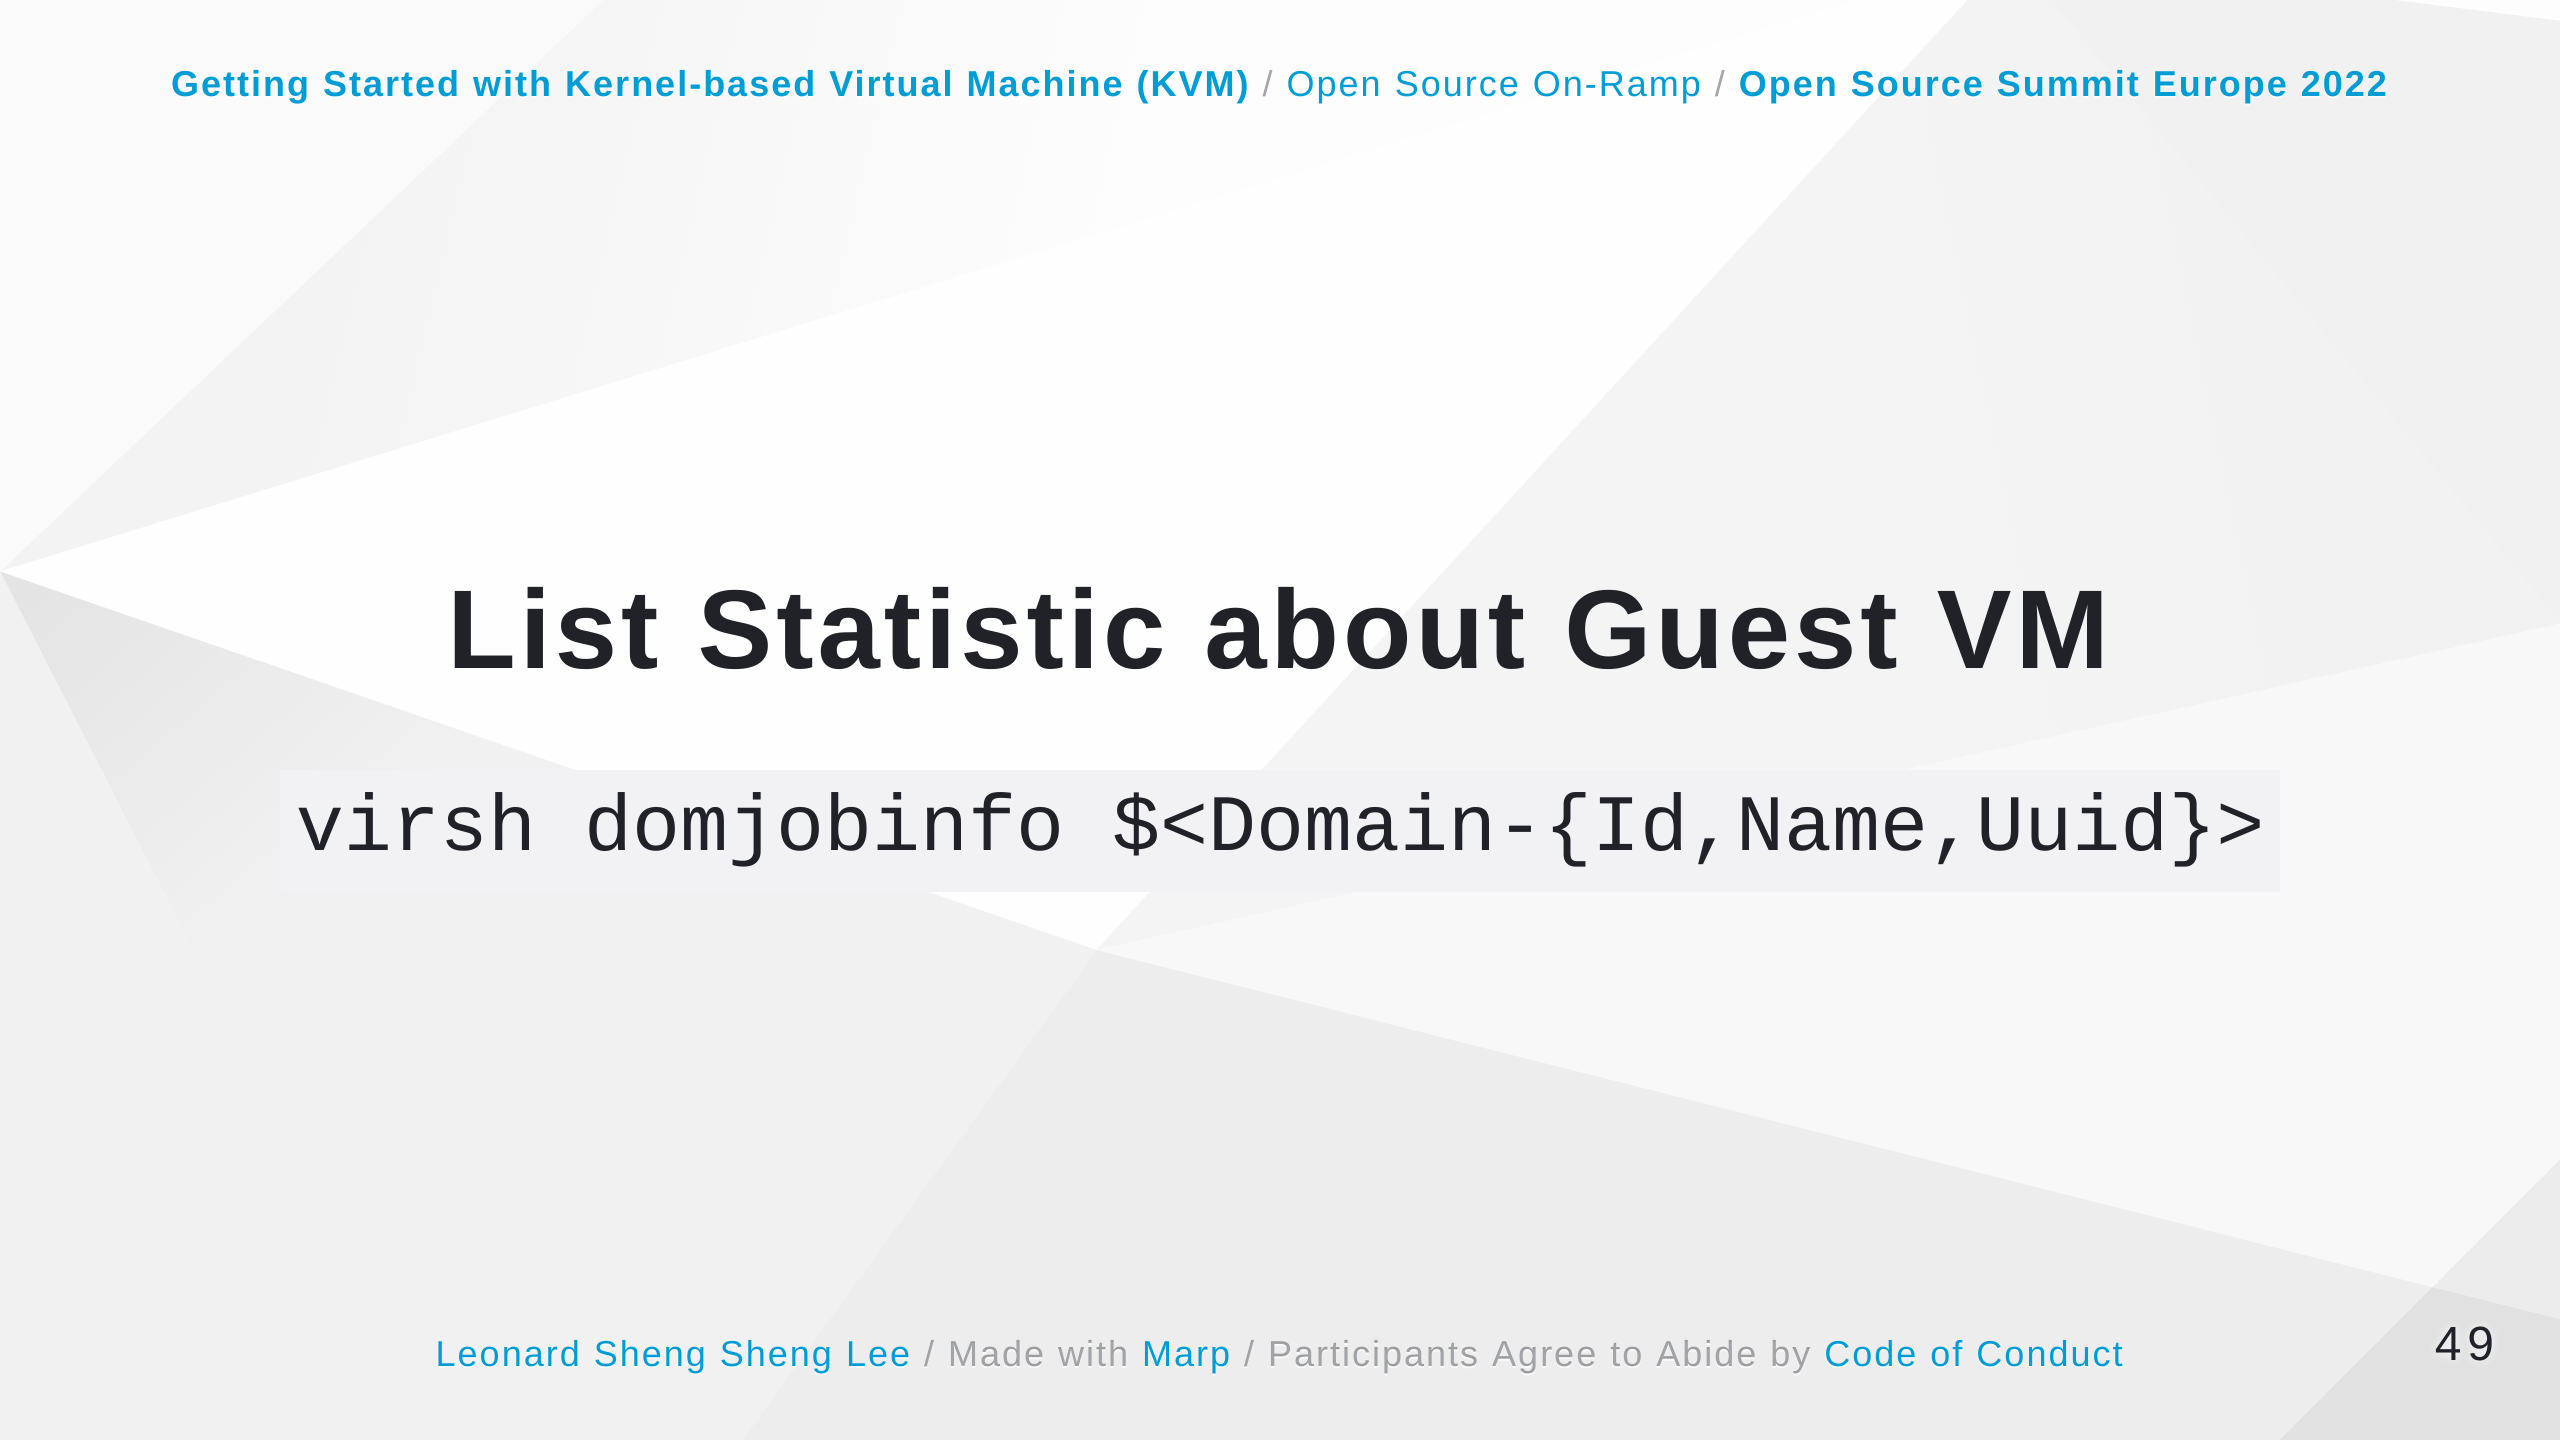 Getting Started with Kernel-based Virtual Machine (KVM) / Open Source On-Ramp / Open Source Summit Europe 2022
List Statistic about Guest VM
virsh domjobinfo $<Domain-{Id,Name,Uuid}>
Leonard Sheng Sheng Lee / Made with Marp / Participants Agree to Abide by Code of Conduct
49